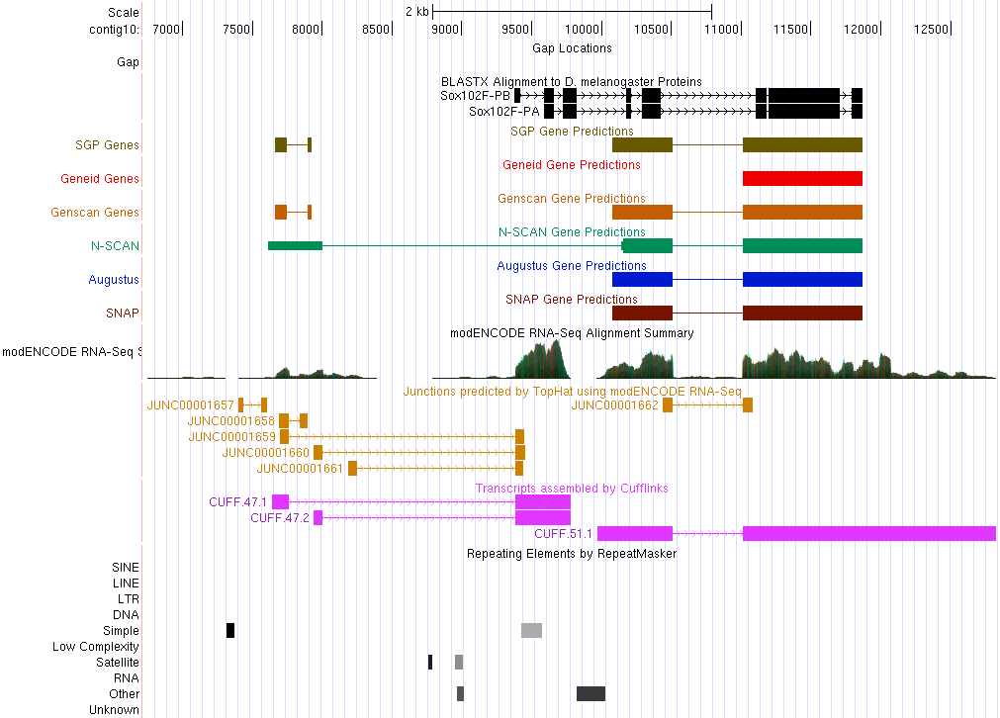 Scale 2 kb
contig10: 7000 7500 8000 8500 9000 9500 10000 10500 11000 11500 12000 12500
Gap Locations
Gap
BLASTX Alignment to D. melanogaster Proteins
Sox102F-PB
Sox102F-PA
SGP Gene Predictions
SGP Genes
Geneid Gene Predictions
Geneid Genes
Genscan Gene Predictions
Genscan Genes
N-SCAN Gene Predictions
N-SCAN
Augustus Gene Predictions
Augustus
SNAP Gene Predictions
SNAP
modENCODE RNA-Seq Alignment Summary
modENCODE RNA-Seq S
Junctions predicted by TopHat using modENCODE RNA-Seq
JUNC00001657 JUNC00001662
JUNC00001658
JUNC00001659
JUNC00001660
JUNC00001661
Transcripts assembled by Cufflinks
CUFF.47.1
CUFF.47.2
CUFF.51.1
Repeating Elements by RepeatMasker
SINE
LINE
LTR
DNA
Simple
Low Complexity
Satellite
RNA
Other
Unknown